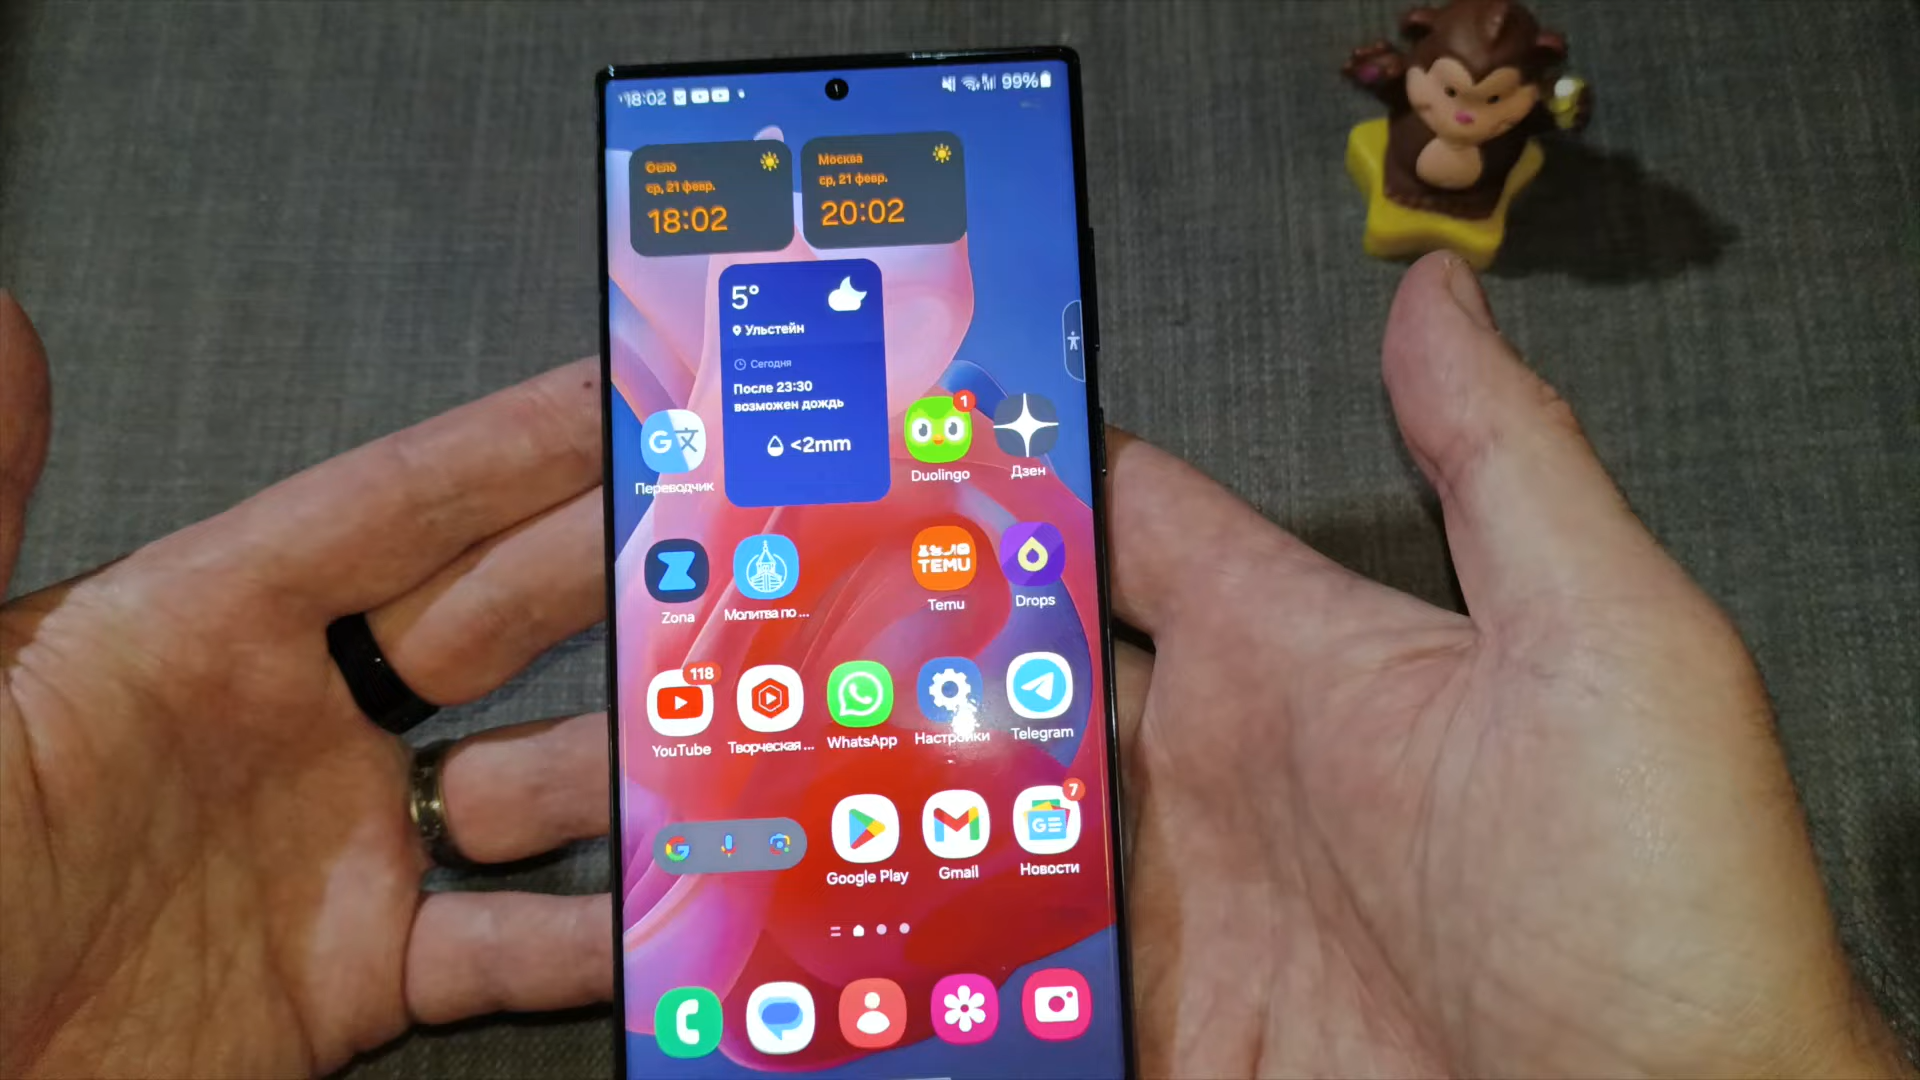 18:02
99%
Осло
ср, 21 февр.
18:02
Москва
ср, 21 февр.
20:02
5°
Ульстейн
Сегодня
После 23:30
возможен дождь
<2mm
Переводчик
1
Duolingo
Дзен
Zona
Молитва по ...
TEMU
Temu
Drops
118
YouTube
Творческая ...
WhatsApp
Настройки
Telegram
Google Play
Gmail
7
Новости